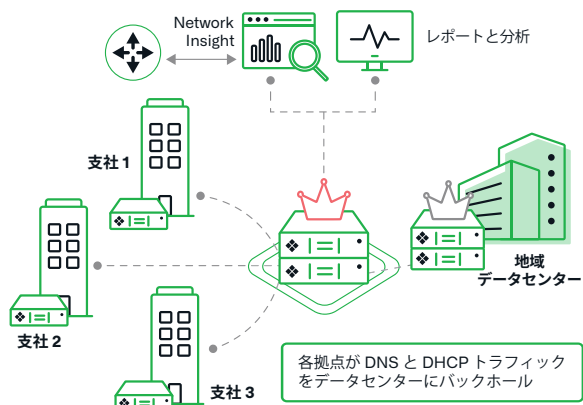 Network
Insight
レポートと分析
支社 1
支社 2
支社 3
地域
データセンター
各拠点が DNS と DHCP トラフィック
をデータセンターにバックホール